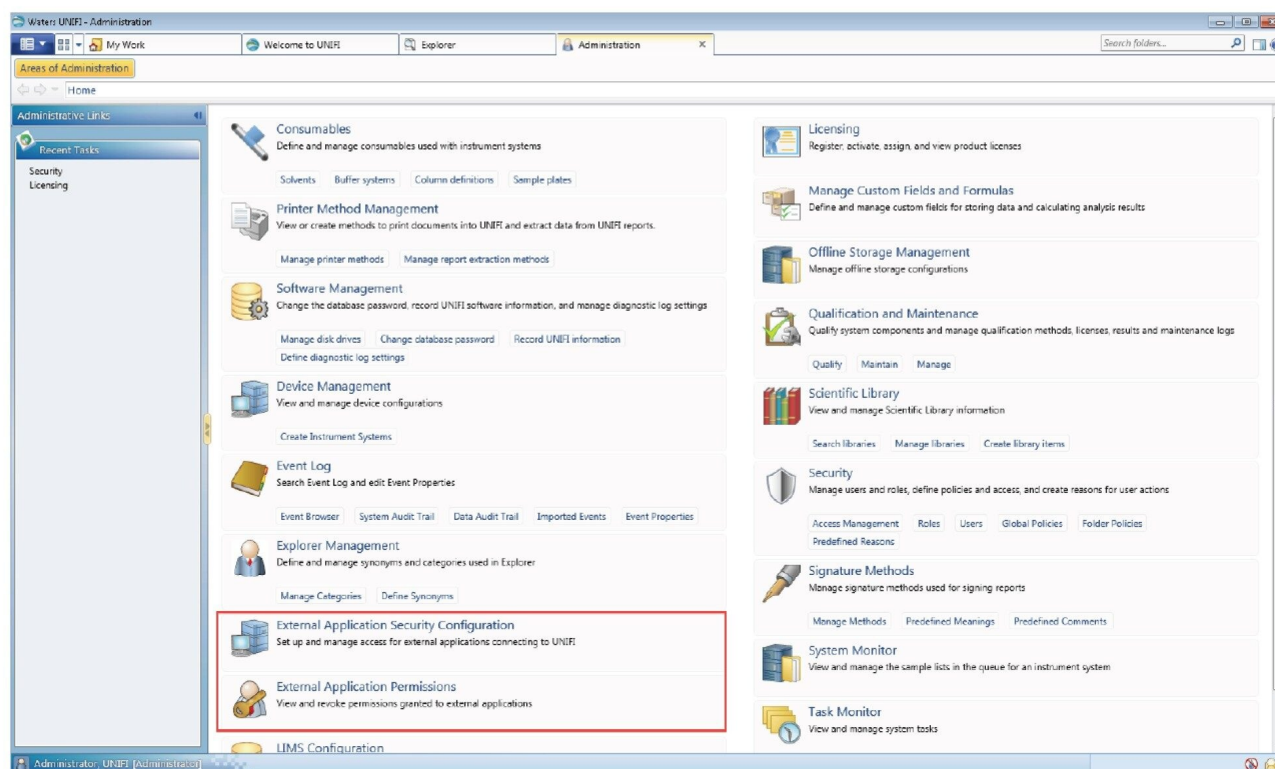 Waters UNIFI - Administration
My Work
Welcome to UNIFI
Explorer
Administration
Search folders...
Areas of Administration
Home
Administrative Links
Recent Tasks
Security
Licensing
Consumables
Define and manage consumables used with instrument systems
Solvents Buffer systems Column definitions Sample plates
Printer Method Management
View or create methods to print documents into UNIFI and extract data from UNIFI reports.
Manage printer methods Manage report extraction methods
Software Management
Change the database password, record UNIFI software information, and manage diagnostic log settings
Manage disk drives Change database password Record UNIFI information
Define diagnostic log settings
Device Management
View and manage device configurations
Create Instrument Systems
Event Log
Search Event Log and edit Event Properties
Event Browser System Audit Trail Data Audit Trail Imported Events Event Properties
Explorer Management
Define and manage synonyms and categories used in Explorer
Manage Categories Define Synonyms
External Application Security Configuration
Set up and manage access for external applications connecting to UNIFI
External Application Permissions
View and revoke permissions granted to external applications
LIMS Configuration
Licensing
Register, activate, assign, and view product licenses
Manage Custom Fields and Formulas
Define and manage custom fields for storing data and calculating analysis results
Offline Storage Management
Manage offline storage configurations
Qualification and Maintenance
Qualify system components and manage qualification methods, licenses, results and maintenance logs
Qualify Maintain Manage
Scientific Library
View and manage Scientific Library information
Search libraries Manage libraries Create library items
Security
Manage users and roles, define policies and access, and create reasons for user actions
Access Management Roles Users Global Policies Folder Policies
Predefined Reasons
Signature Methods
Manage signature methods used for signing reports
Manage Methods Predefined Meanings Predefined Comments
System Monitor
View and manage the sample lists in the queue for an instrument system
Task Monitor
View and manage system tasks
Administrator, UNIFI [Administrator]